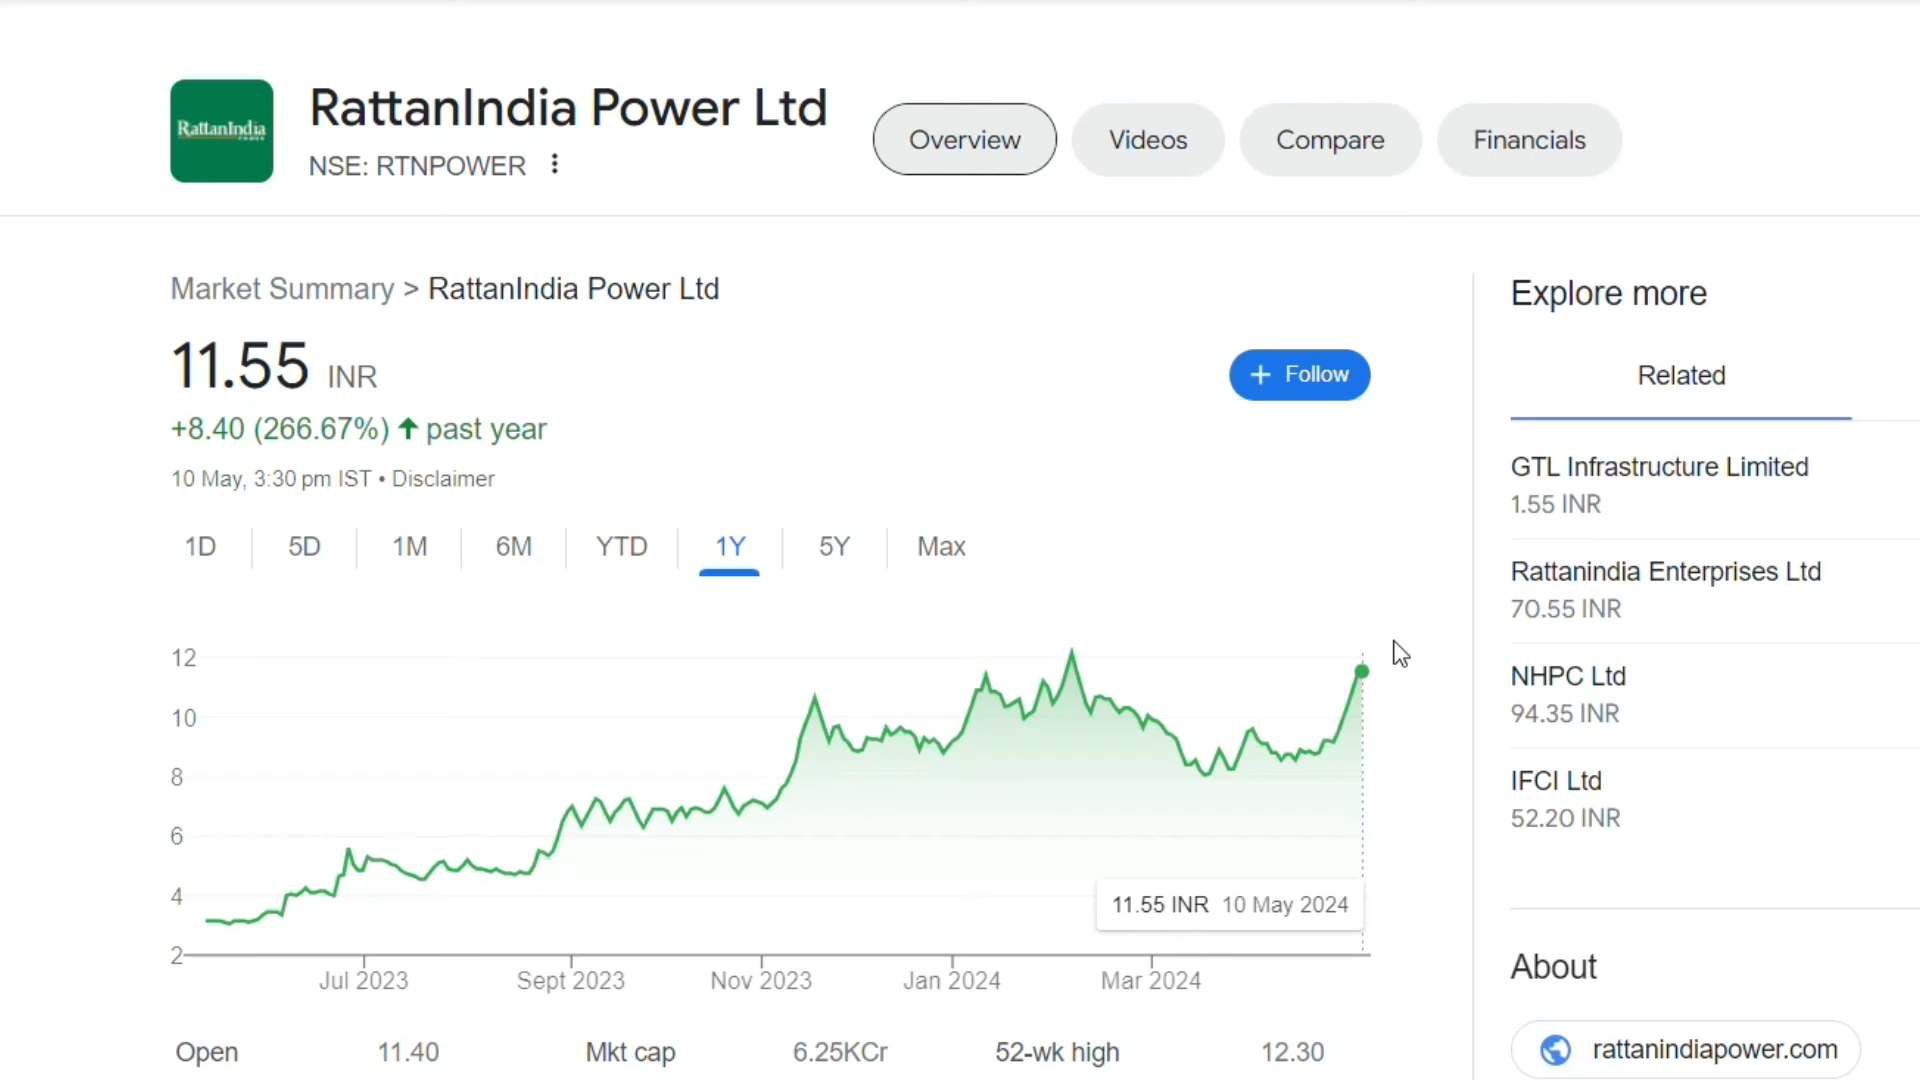 RattanIndia
POWER
RattanIndia Power Ltd
NSE: RTNPOWER
Overview
Videos
Compare
Financials
Market Summary > RattanIndia Power Ltd
11.55 INR
+ Follow
+8.40 (266.67%) ↑ past year
10 May, 3:30 pm IST • Disclaimer
1D
5D
1M
6M
YTD
1Y
5Y
Max
12
10
8
6
4
2
11.55 INR 10 May 2024
Jul 2023
Sept 2023
Nov 2023
Jan 2024
Mar 2024
Open 11.40
Mkt cap 6.25KCr
52-wk high 12.30
Explore more
Related
GTL Infrastructure Limited
1.55 INR
Rattanindia Enterprises Ltd
70.55 INR
NHPC Ltd
94.35 INR
IFCI Ltd
52.20 INR
About
rattanindiapower.com